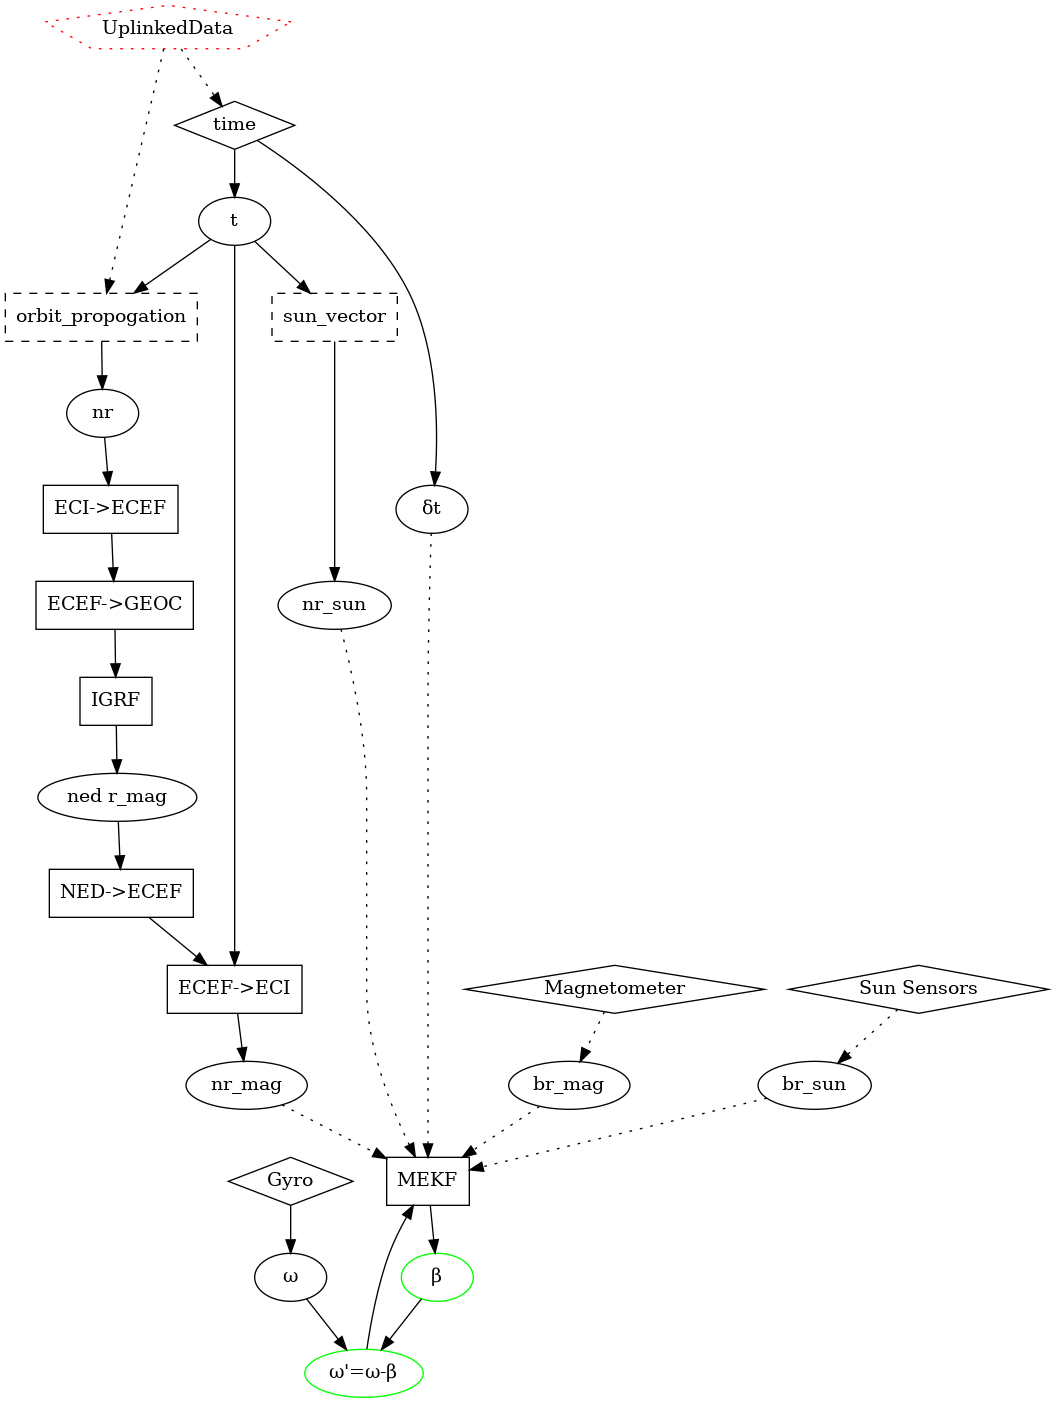 UplinkedData
time
t
orbit_propogation
sun_vector
nr
ECI->ECEF
δt
ECEF->GEOC
nr_sun
IGRF
ned r_mag
NED->ECEF
ECEF->ECI
Magnetometer
Sun Sensors
nr_mag
br_mag
br_sun
Gyro
MEKF
ω
β
ω'=ω-β